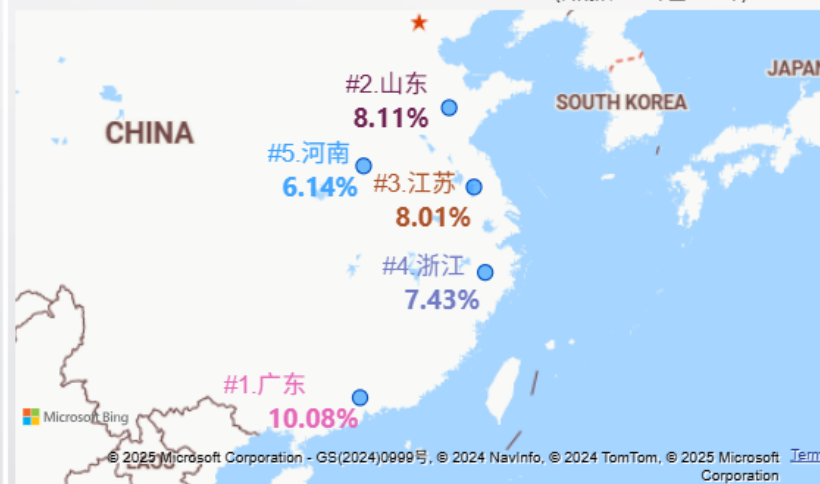 #2.山东
8.11%
JAPAN
SOUTH KOREA
CHINA
#5.河南
6.14%
#3.江苏
8.01%
#4.浙江
7.43%
#1.广东
10.08%
Microsoft Bing
LAOS
© 2025 Microsoft Corporation - GS(2024)0999号, © 2024 NavInfo, © 2024 TomTom, © 2025 Microsoft
Corporation
Term